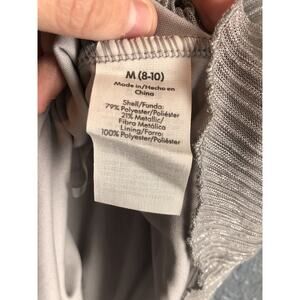 M (8-10)
Made in/Hecho en
China
Shell/Funda:
79% Polyester/Poliéster
21% Metallic/
Fibra Metálica
Lining/Forro:
100% Polyester/Poliéster